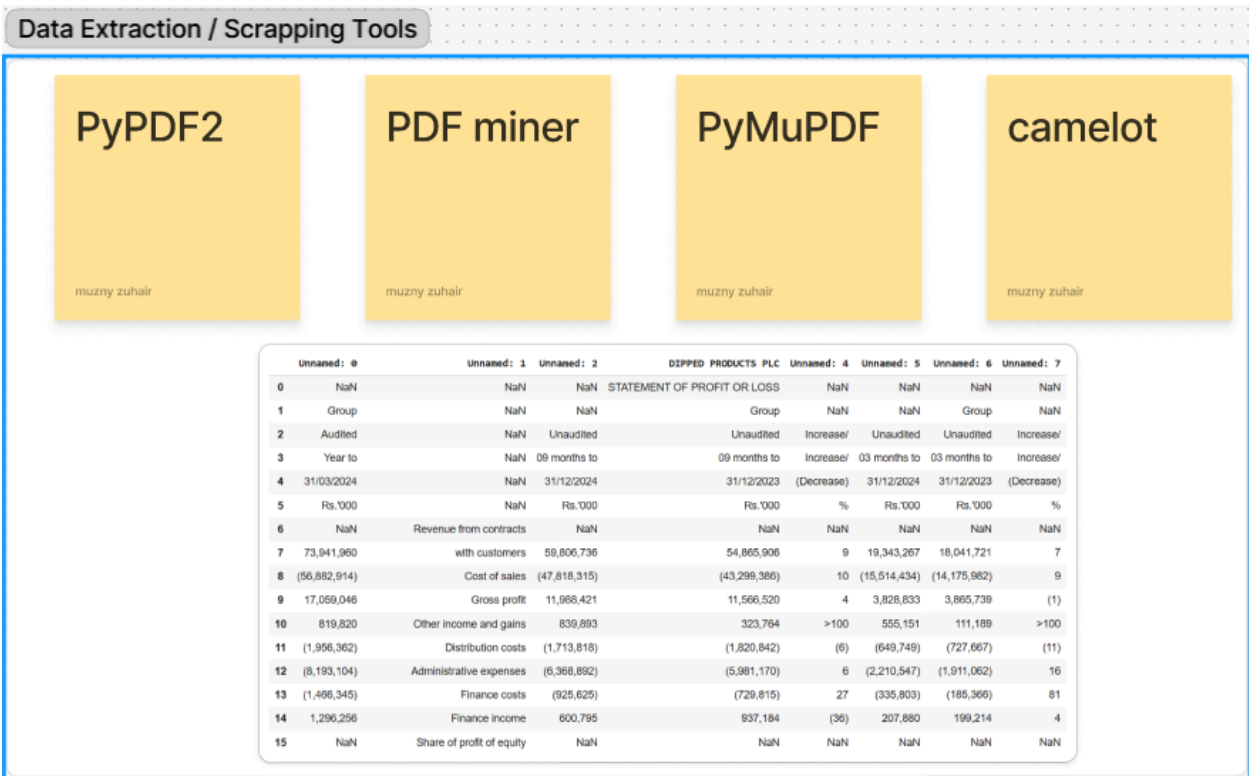 Data Extraction / Scrapping Tools
PyPDF2 PDF miner PyMuPDF camelot
muzny zuhair muzny zuhair muzny zuhair muzny zuhair
Unnamed: 0 Unnamed: 1 Unnamed: 2 DIPPED PRODUCTS PLC Unnamed: 4 Unnamed: 5 Unnamed: 6 Unnamed: 7
0 NaN NaN NaN STATEMENT OF PROFIT OR LOSS NaN NaN NaN NaN
1 Group NaN NaN Group NaN NaN Group NaN
2 Audited NaN Unaudited Unaudited Increase/ Unaudited Unaudited Increase/
3 Year to NaN 09 months to 09 months to Increase/ 03 months to 03 months to Increase/
4 31/03/2024 NaN 31/12/2024 31/12/2023 (Decrease) 31/12/2024 31/12/2023 (Decrease)
5 Rs.'000 NaN Rs.'000 Rs.'000 % Rs.'000 Rs.'000 %
6 NaN Revenue from contracts NaN NaN NaN NaN NaN NaN
7 73,941,960 with customers 59,806,736 54,865,906 9 19,343,267 18,041,721 7
8 (56,882,914) Cost of sales (47,818,315) (43,299,386) 10 (15,514,434) (14,175,982) 9
9 17,059,046 Gross profit 11,988,421 11,566,520 4 3,828,833 3,865,739 (1)
10 819,820 Other income and gains 839,893 323,764 >100 555,151 111,189 >100
11 (1,956,362) Distribution costs (1,713,818) (1,820,842) (6) (649,749) (727,667) (11)
12 (8,193,104) Administrative expenses (6,368,892) (5,981,170) 6 (2,210,547) (1,911,062) 16
13 (1,466,345) Finance costs (925,625) (729,815) 27 (335,803) (185,366) 81
14 1,296,256 Finance income 600,795 937,184 (36) 207,880 199,214 4
15 NaN Share of profit of equity NaN NaN NaN NaN NaN NaN